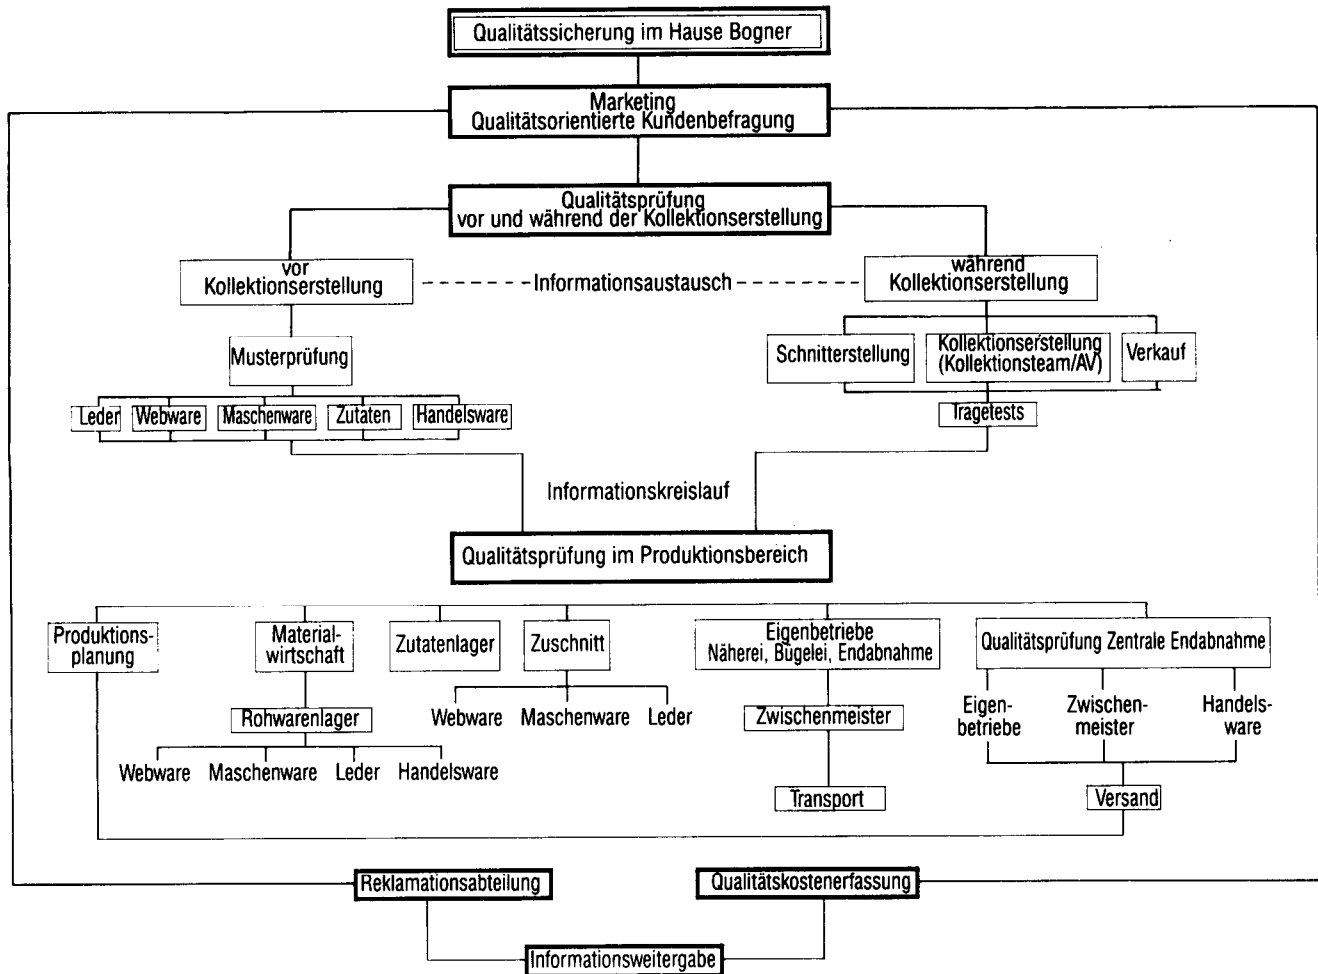 Qualitätssicherung im Hause Bogner
Marketing
Qualitätsorientierte Kundenbefragung
Qualitätsprüfung
vor und während der Kollektionserstellung
vor
Kollektionserstellung
Informationsaustausch
während
Kollektionserstellung
Musterprüfung
Schnitterstellung
Kollektionserstellung
(Kollektionsteam/AV)
Verkauf
Leder
Webware
Maschenware
Zutaten
Handelsware
Tragetests
Informationskreislauf
Qualitätsprüfung im Produktionsbereich
Produktions-
planung
Material-
wirtschaft
Zutatenlager
Zuschnitt
Eigenbetriebe
Näherei, Bügelei, Endabnahme
Qualitätsprüfung Zentrale Endabnahme
Rohwarenlager
Webware
Maschenware
Leder
Zwischenmeister
Eigen-
betriebe
Zwischen-
meister
Handels-
ware
Webware
Maschenware
Leder
Handelsware
Transport
Versand
Reklamationsabteilung
Qualitätskostenerfassung
Informationsweitergabe